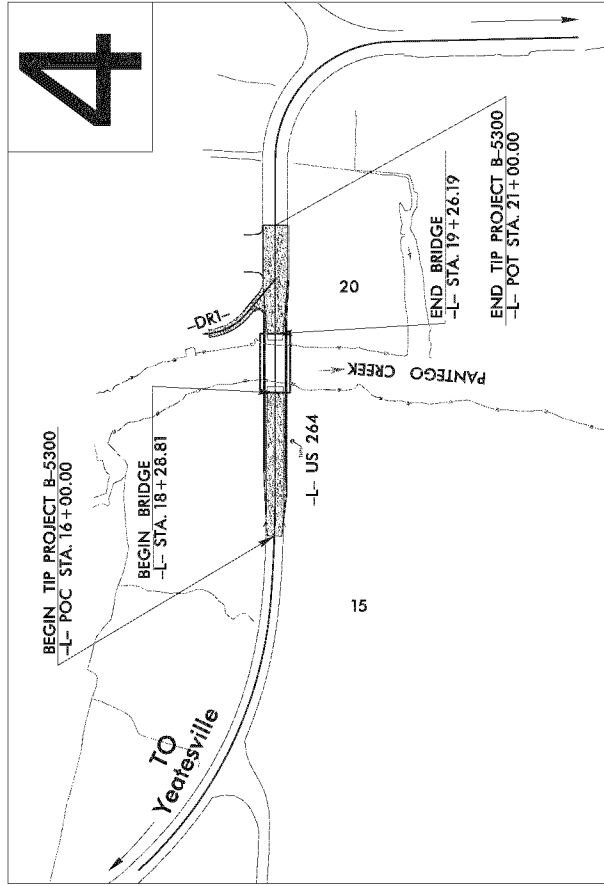 4
BEGIN TIP PROJECT B-5300
-L- POC STA. 16+00.00
BEGIN BRIDGE
-L- STA. 18+28.81
TO
Yeatesville
-DR1-
-L- US 264
15
20
PANTEGO CREEK
END BRIDGE
-L- STA. 19+26.19
END TIP PROJECT B-5300
-L- POT STA. 21+00.00